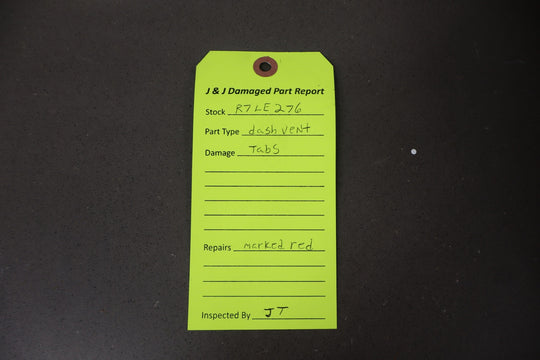 J & J Damaged Part Report
Stock R7LE276
Part Type dash vent
Damage Tabs
Repairs marked red
Inspected By JT